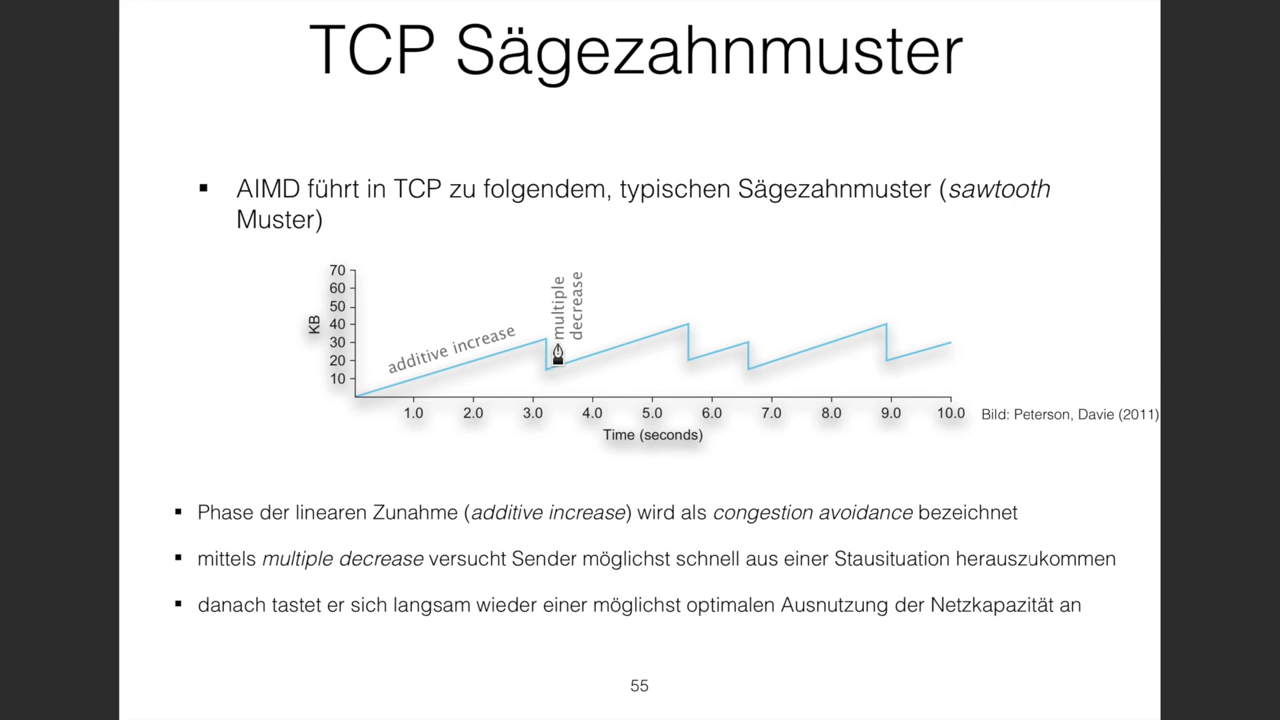 TCP Sägezahnmuster
▪ AIMD führt in TCP zu folgendem, typischen Sägezahnmuster (sawtooth
Muster)
70
60
50
40
30
20
10
KB
additive increase
multiple
decrease
1.0 2.0 3.0 4.0 5.0 6.0 7.0 8.0 9.0 10.0
Time (seconds)
Bild: Peterson, Davie (2011)
▪ Phase der linearen Zunahme (additive increase) wird als congestion avoidance bezeichnet
▪ mittels multiple decrease versucht Sender möglichst schnell aus einer Stausituation herauszukommen
▪ danach tastet er sich langsam wieder einer möglichst optimalen Ausnutzung der Netzkapazität an
55